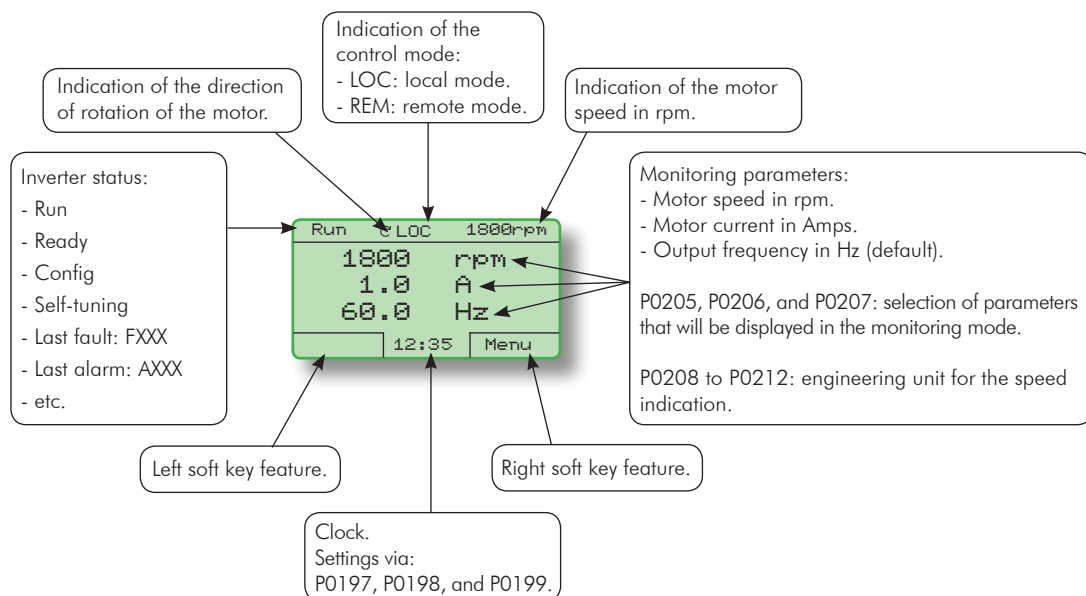 Indication of the
control mode:
- LOC: local mode.
- REM: remote mode.
Indication of the direction
of rotation of the motor.
Indication of the motor
speed in rpm.
Inverter status:
- Run
- Ready
- Config
- Self-tuning
- Last fault: FXXX
- Last alarm: AXXX
- etc.
Monitoring parameters:
- Motor speed in rpm.
- Motor current in Amps.
- Output frequency in Hz (default).
P0205, P0206, and P0207: selection of parameters
that will be displayed in the monitoring mode.
P0208 to P0212: engineering unit for the speed
indication.
Run LOC 1800rpm
1800 rpm
1.0 A
60.0 Hz
12:35 Menu
Left soft key feature.
Right soft key feature.
Clock.
Settings via:
P0197, P0198, and P0199.